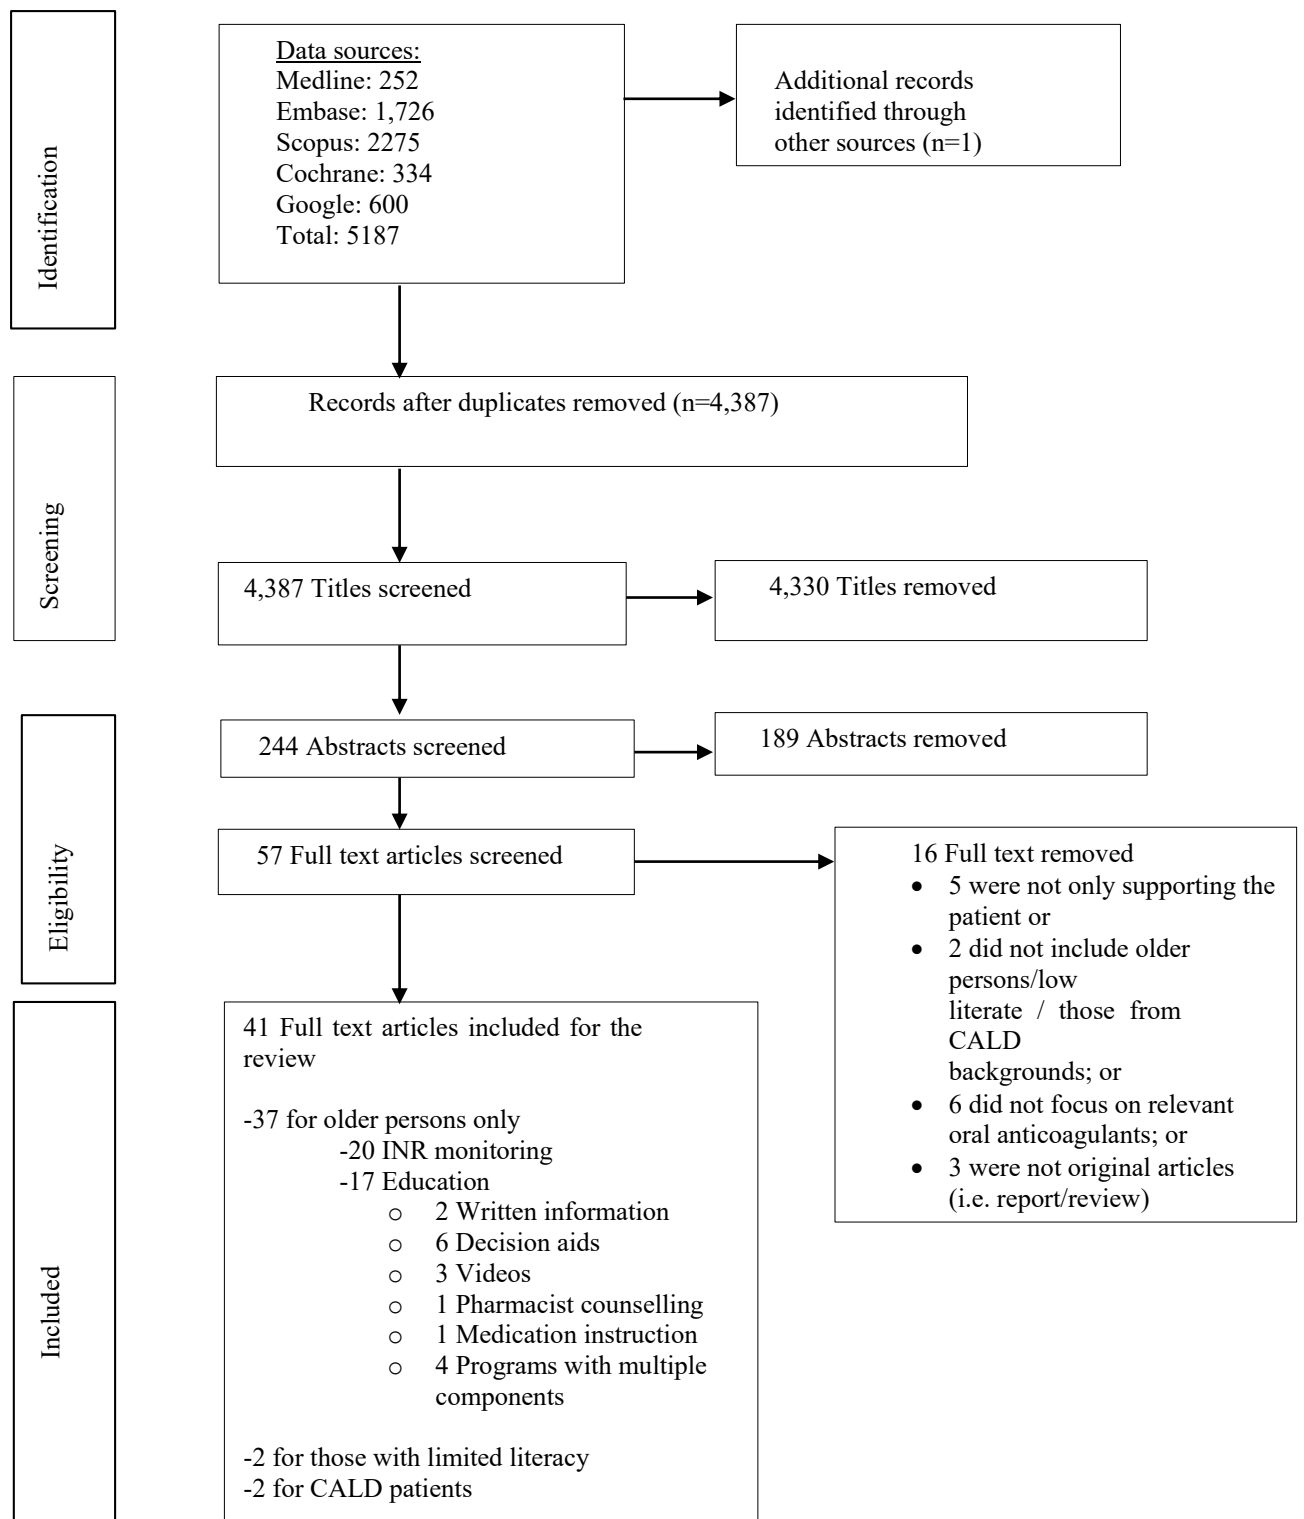 Identification
Data sources:
Medline: 252
Embase: 1,726
Scopus: 2275
Cochrane: 334
Google: 600
Total: 5187
Additional records
identified through
other sources (n=1)
Screening
Records after duplicates removed (n=4,387)
4,387 Titles screened
4,330 Titles removed
Eligibility
244 Abstracts screened
189 Abstracts removed
57 Full text articles screened
16 Full text removed
• 5 were not only supporting the
patient or
• 2 did not include older
persons/low
literate / those from
CALD
backgrounds; or
• 6 did not focus on relevant
oral anticoagulants; or
• 3 were not original articles
(i.e. report/review)
Included
41 Full text articles included for the
review
-37 for older persons only
-20 INR monitoring
-17 Education
o 2 Written information
o 6 Decision aids
o 3 Videos
o 1 Pharmacist counselling
o 1 Medication instruction
o 4 Programs with multiple
components
-2 for those with limited literacy
-2 for CALD patients